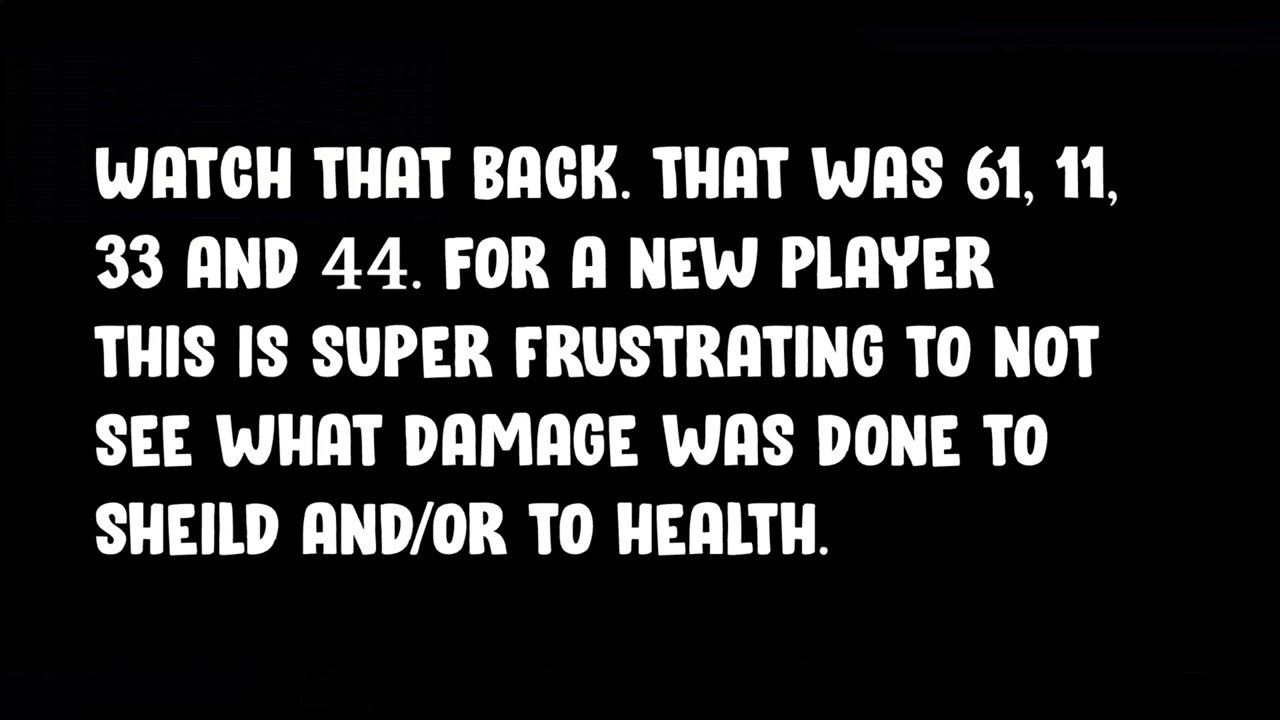 WATCH THAT BACK. THAT WAS 61, 11,
33 AND 44. FOR A NEW PLAYER
THIS IS SUPER FRUSTRATING TO NOT
SEE WHAT DAMAGE WAS DONE TO
SHEILD AND/OR TO HEALTH.